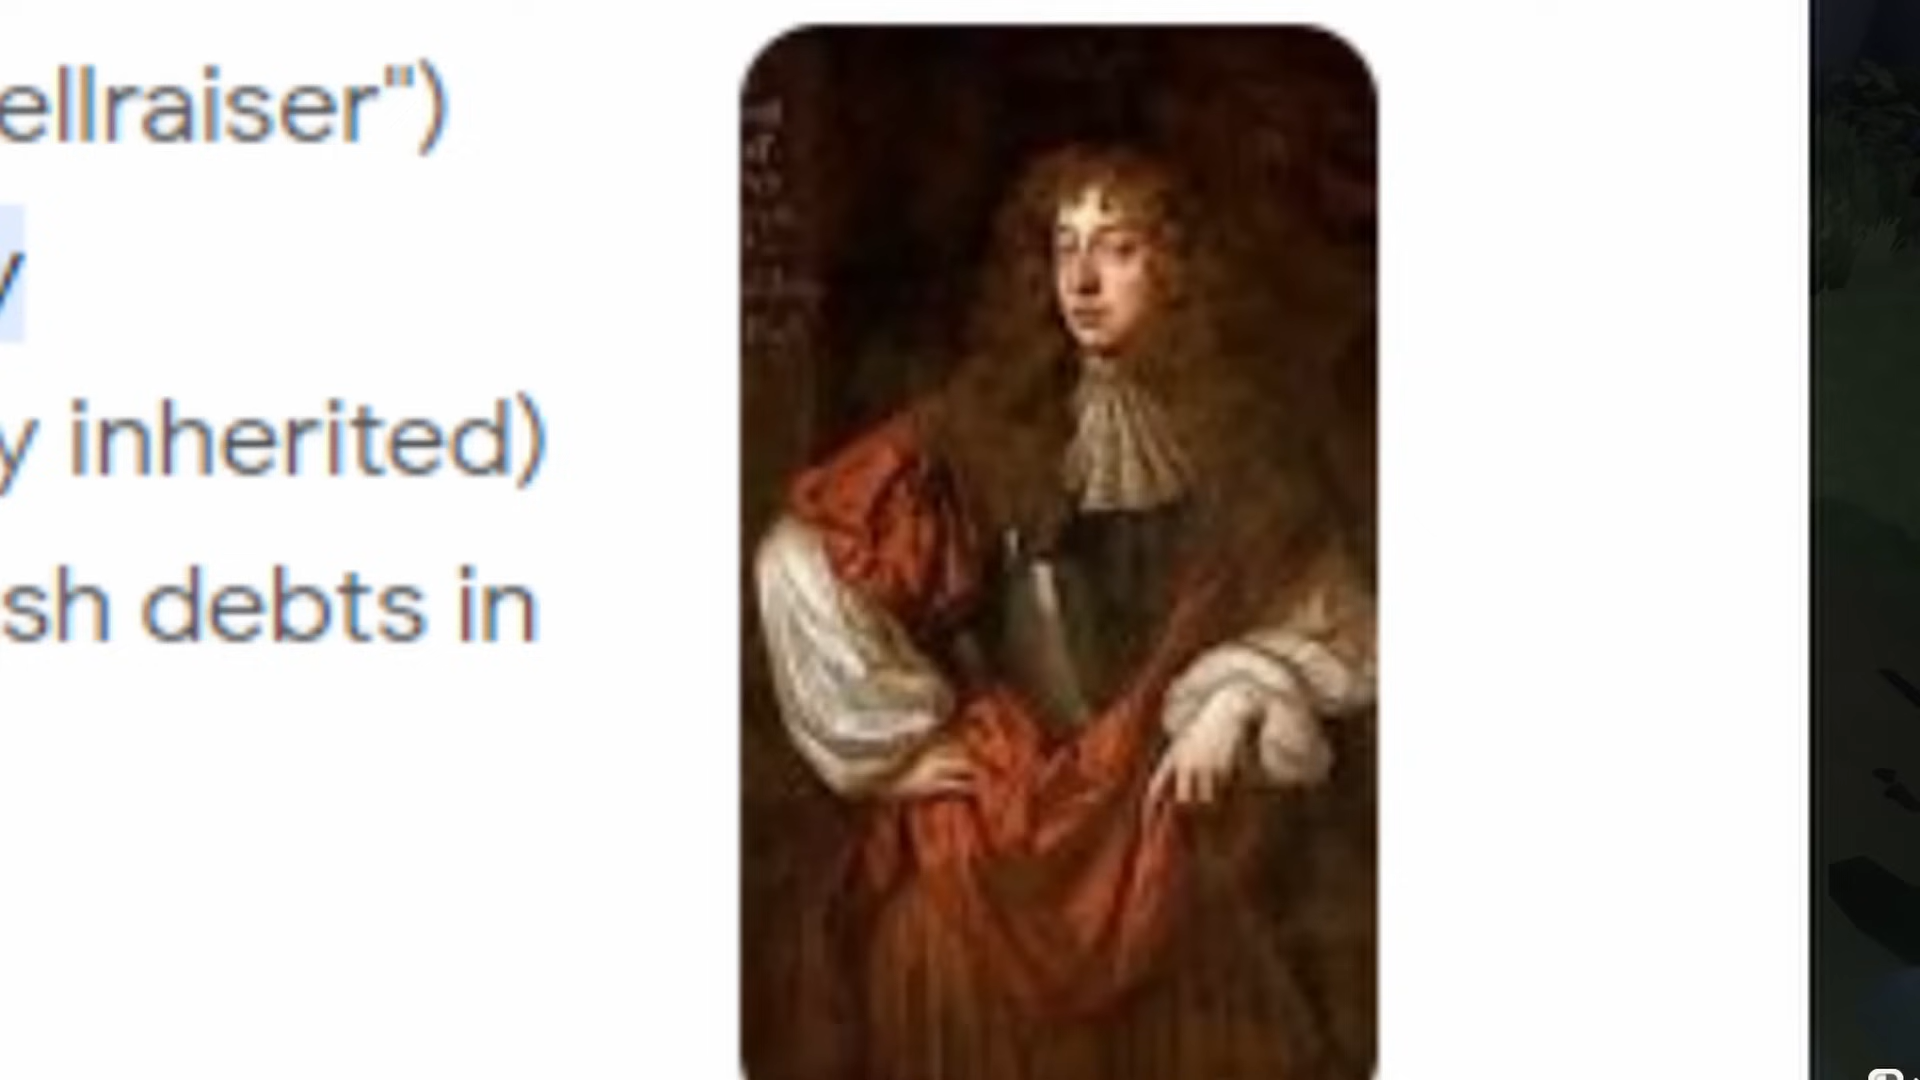 ellraiser")
y
y inherited)
sh debts in